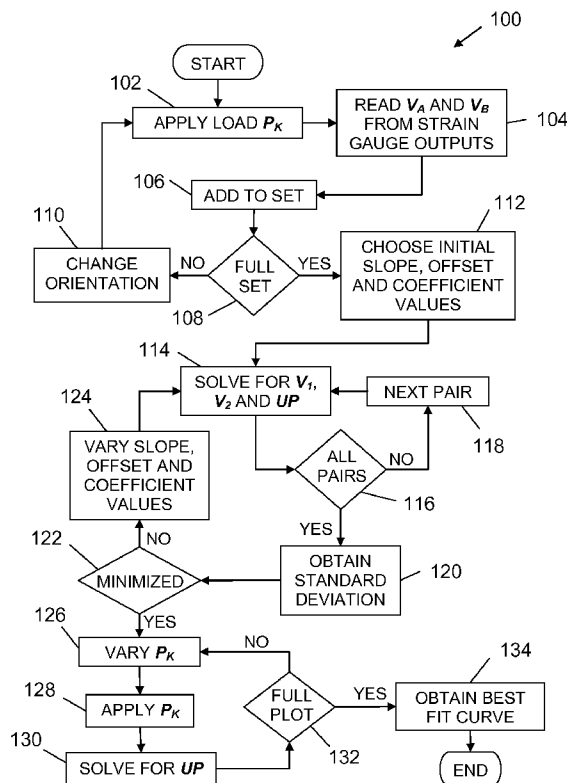 100
START
102
APPLY LOAD PK
READ VA AND VB
FROM STRAIN
GAUGE OUTPUTS
104
106
ADD TO SET
110
CHANGE
ORIENTATION
NO
FULL
SET
YES
108
112
CHOOSE INITIAL
SLOPE, OFFSET
AND COEFFICIENT
VALUES
114
SOLVE FOR V1,
V2 AND UP
NEXT PAIR
118
124
VARY SLOPE,
OFFSET AND
COEFFICIENT
VALUES
ALL
PAIRS
NO
116
YES
122
NO
MINIMIZED
OBTAIN
STANDARD
DEVIATION
120
YES
126
VARY PK
NO
128
APPLY PK
FULL
PLOT
YES
132
134
OBTAIN BEST
FIT CURVE
130
SOLVE FOR UP
END